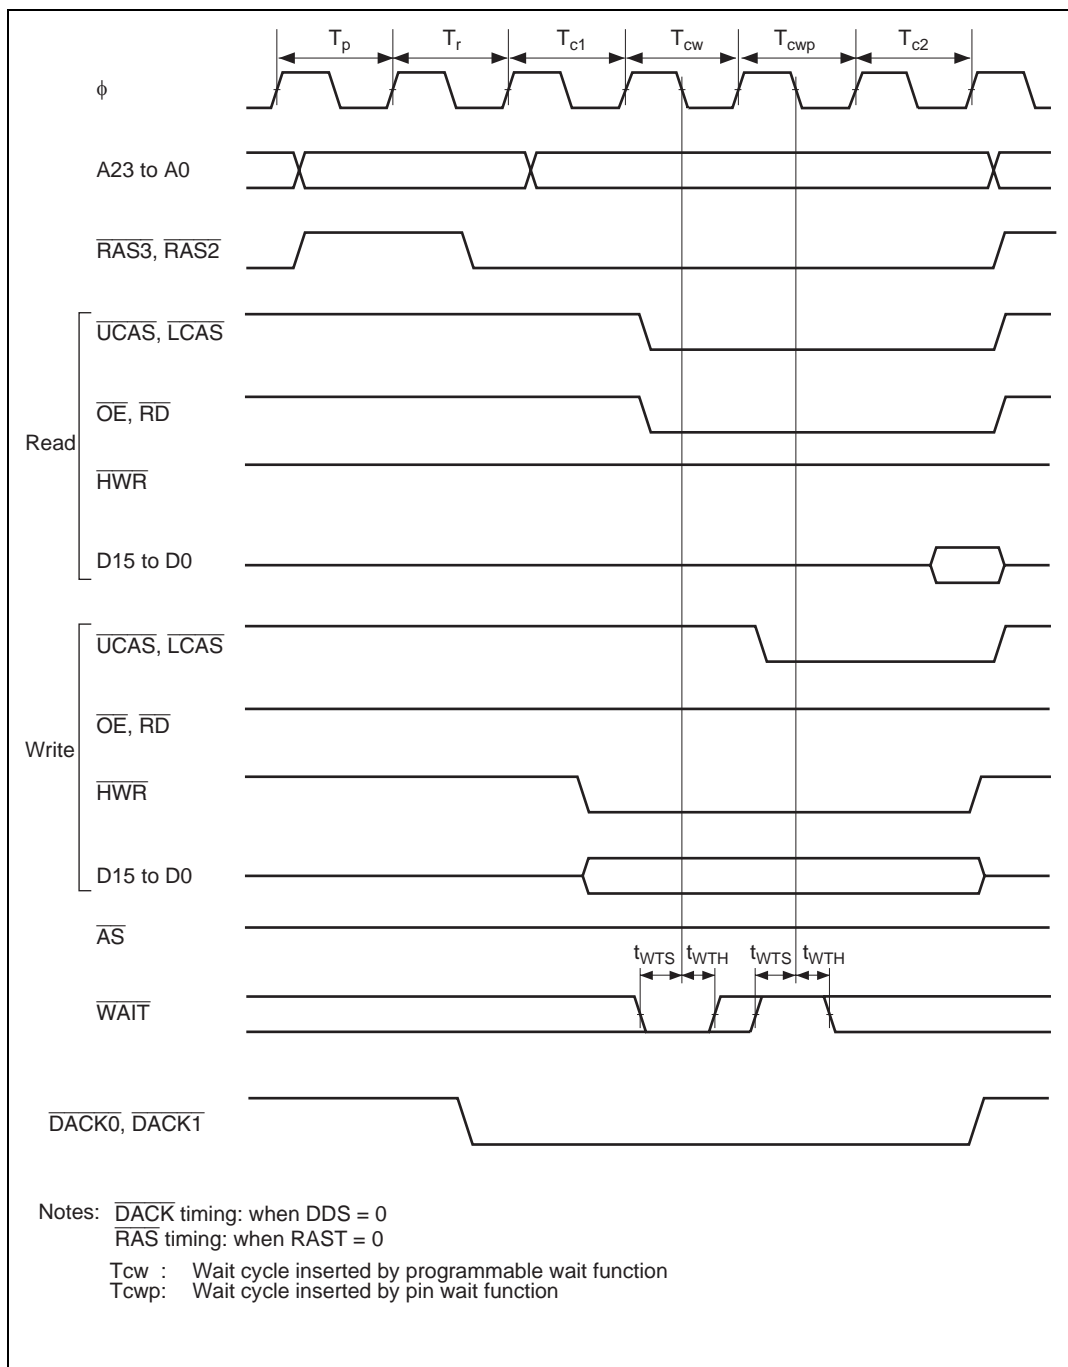 Tp Tr Tc1 Tcw Tcwp Tc2
ϕ
A23 to A0
RAS3, RAS2
UCAS, LCAS
OE, RD
Read
HWR
D15 to D0
UCAS, LCAS
OE, RD
Write
HWR
D15 to D0
AS
tWTS tWTH tWTS tWTH
WAIT
DACK0, DACK1
Notes: DACK timing: when DDS = 0
RAS timing: when RAST = 0
Tcw : Wait cycle inserted by programmable wait function
Tcwp: Wait cycle inserted by pin wait function